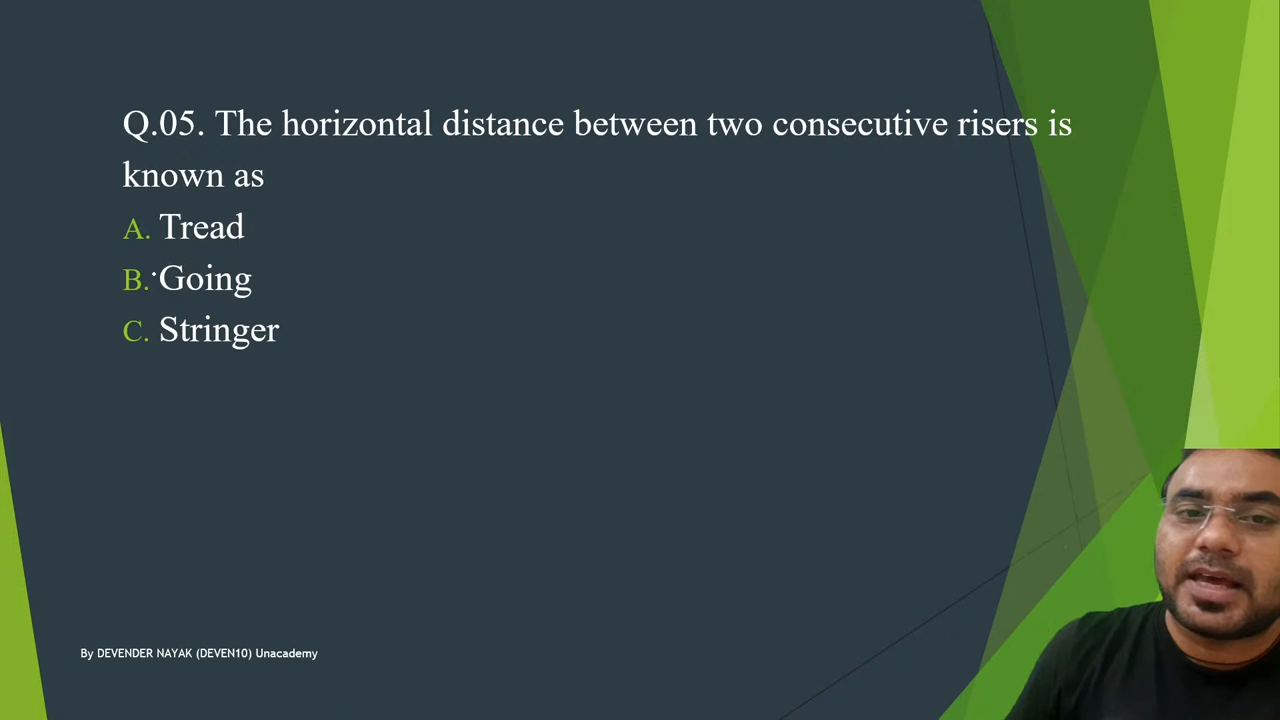 Q.05. The horizontal distance between two consecutive risers is
known as
A. Tread
B. Going
C. Stringer
By DEVENDER NAYAK (DEVEN10) Unacademy